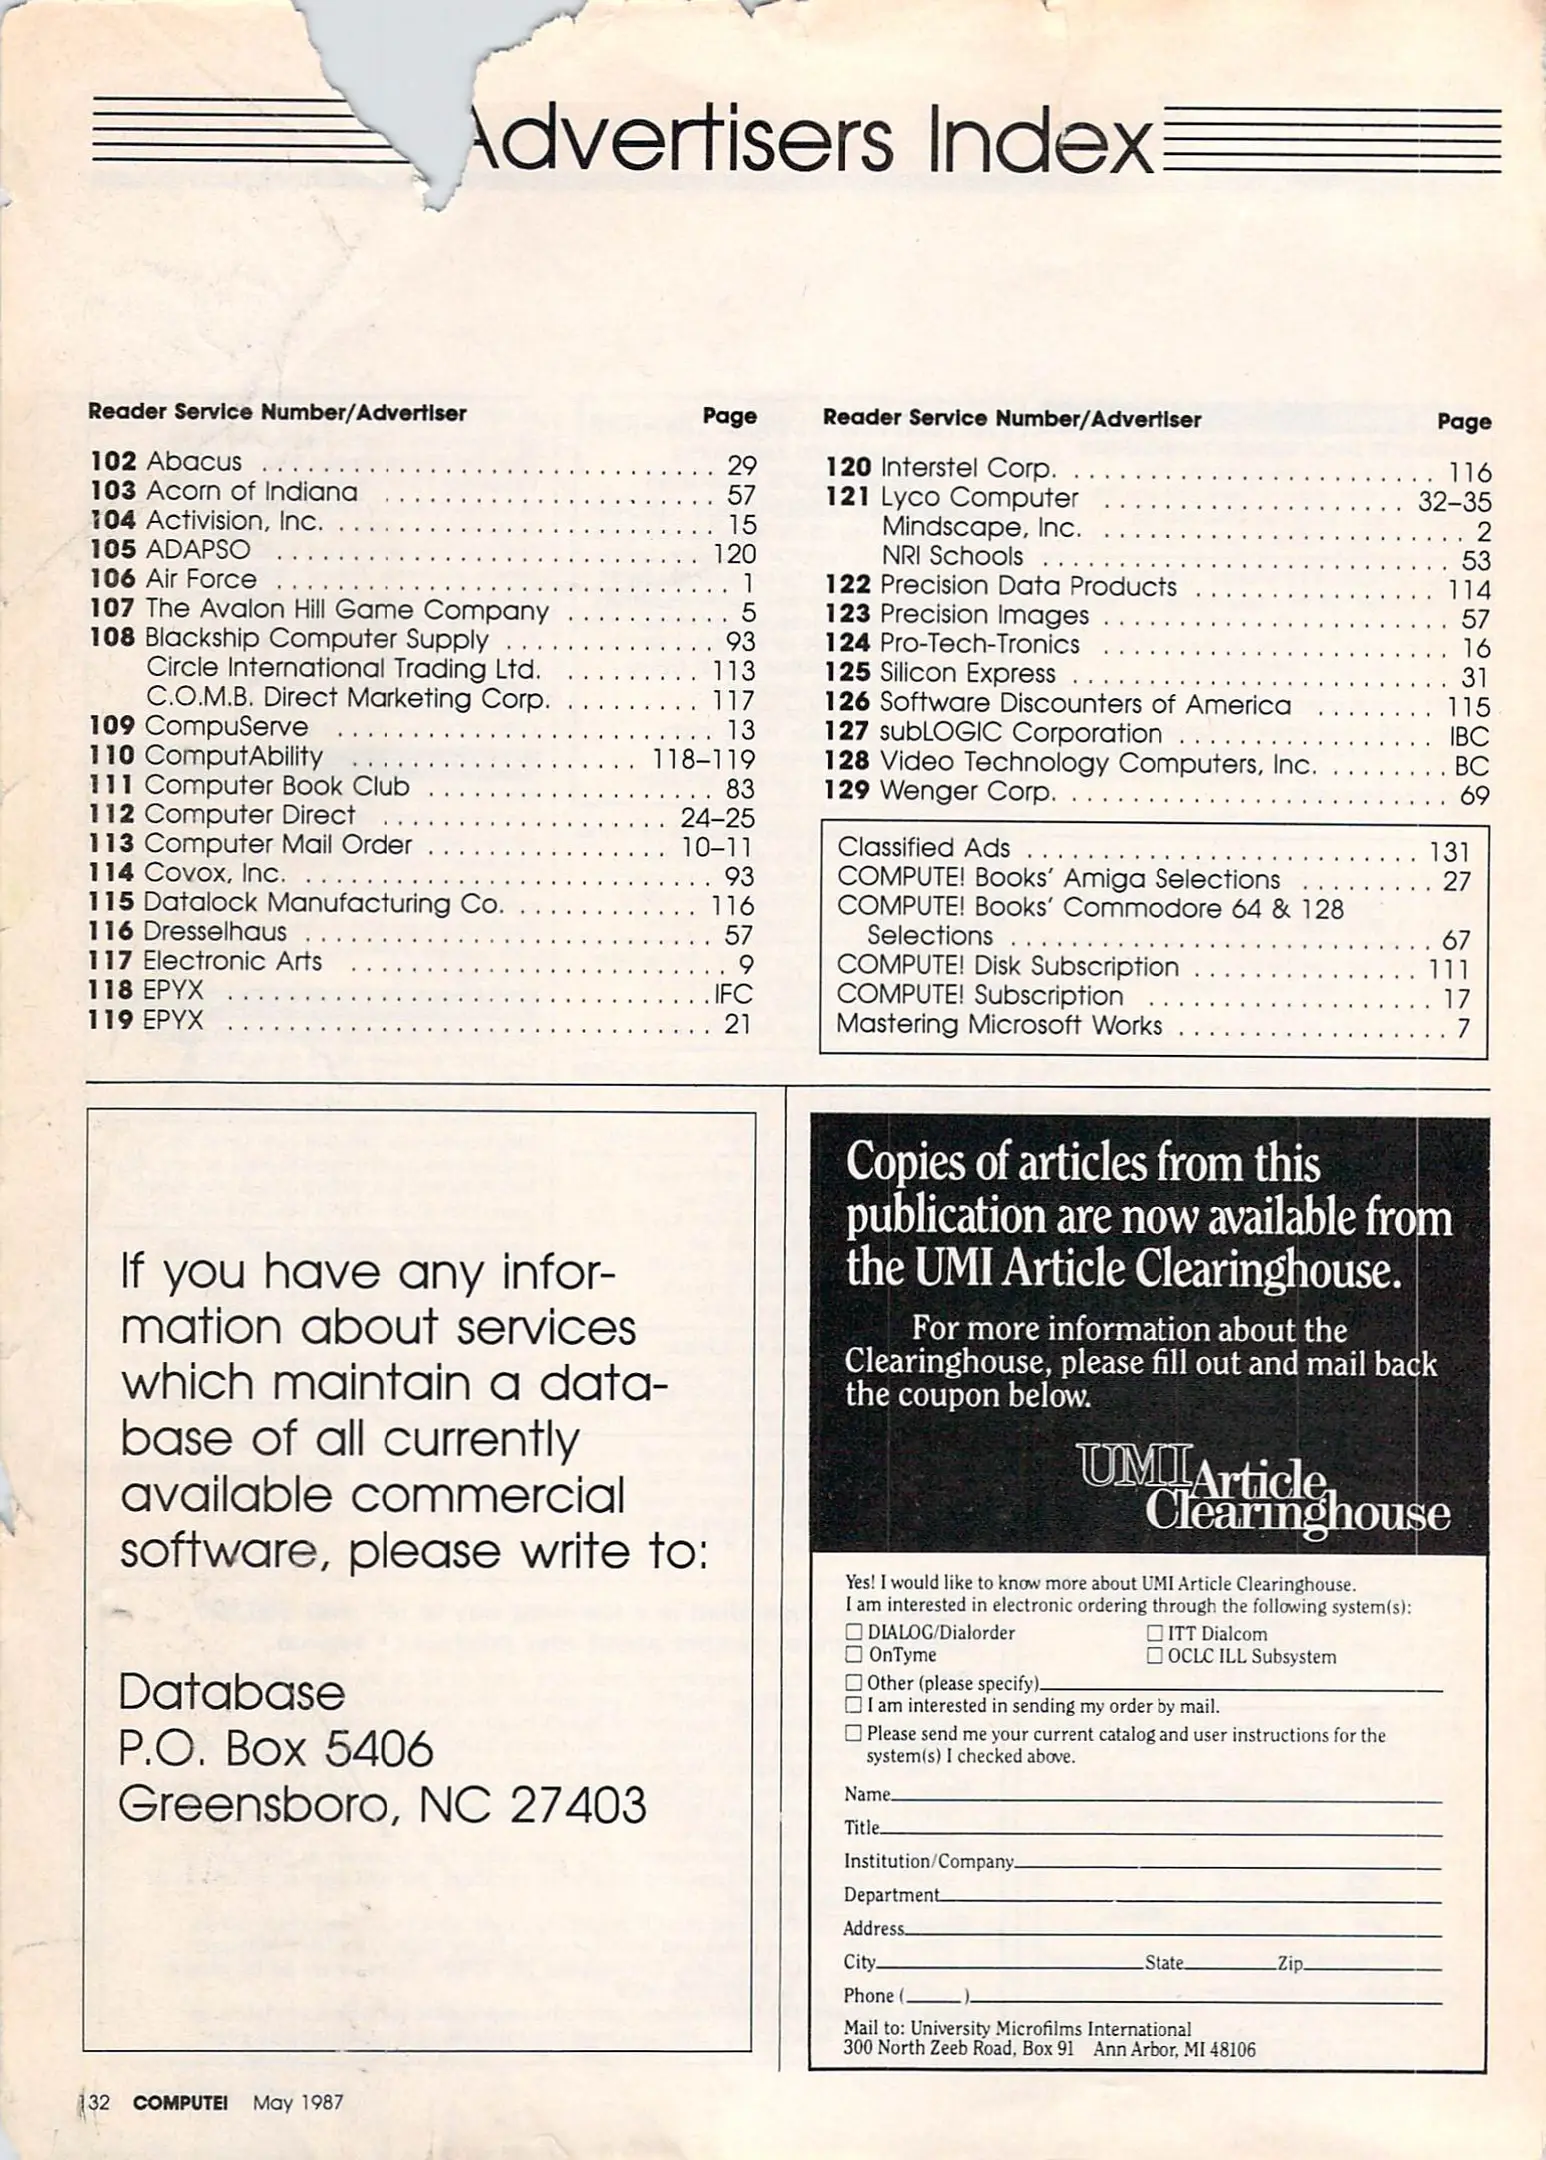 Advertisers Index
Reader Service Number/Advertiser Page
102 Abacus . . . . . . . . . . 29
103 Acorn of Indiana . . . . . . . . . . 57
104 Activision, Inc. . . . . . . . . . . 15
105 ADAPSO . . . . . . . . . . 120
106 Air Force . . . . . . . . . . 1
107 The Avalon Hill Game Company . . . . . . . . . . 5
108 Blackship Computer Supply . . . . . . . . . . 93
Circle International Trading Ltd. . . . . . . . . . . 113
C.O.M.B. Direct Marketing Corp. . . . . . . . . . . 117
109 CompuServe . . . . . . . . . . 13
110 ComputAbility . . . . . . . . . . 118–119
111 Computer Book Club . . . . . . . . . . 83
112 Computer Direct . . . . . . . . . . 24–25
113 Computer Mail Order . . . . . . . . . . 10–11
114 Covox, Inc. . . . . . . . . . . 93
115 Datalock Manufacturing Co. . . . . . . . . . . 116
116 Dresselhaus . . . . . . . . . . 57
117 Electronic Arts . . . . . . . . . . 9
118 EPYX . . . . . . . . . . IFC
119 EPYX . . . . . . . . . . 21
Reader Service Number/Advertiser Page
120 Interstel Corp. . . . . . . . . . . 116
121 Lyco Computer . . . . . . . . . . 32–35
Mindscape, Inc. . . . . . . . . . . 2
NRI Schools . . . . . . . . . . 53
122 Precision Data Products . . . . . . . . . . 114
123 Precision Images . . . . . . . . . . 57
124 Pro-Tech-Tronics . . . . . . . . . . 16
125 Silicon Express . . . . . . . . . . 31
126 Software Discounters of America . . . . . . . . 115
127 subLOGIC Corporation . . . . . . . . . . IBC
128 Video Technology Computers, Inc. . . . . . . . . BC
129 Wenger Corp. . . . . . . . . . . 69
Classified Ads . . . . . . . . . . 131
COMPUTE! Books' Amiga Selections . . . . . . . . . 27
COMPUTE! Books' Commodore 64 & 128
Selections . . . . . . . . . . 67
COMPUTE! Disk Subscription . . . . . . . . . . 111
COMPUTE! Subscription . . . . . . . . . . 17
Mastering Microsoft Works . . . . . . . . . . 7
If you have any infor-
mation about services
which maintain a data-
base of all currently
available commercial
software, please write to:
Database
P.O. Box 5406
Greensboro, NC 27403
Copies of articles from this
publication are now available from
the UMI Article Clearinghouse.
For more information about the
Clearinghouse, please fill out and mail back
the coupon below.
UMI Article
Clearinghouse
Yes! I would like to know more about UMI Article Clearinghouse.
I am interested in electronic ordering through the following system(s):
☐ DIALOG/Dialorder ☐ ITT Dialcom
☐ OnTyme ☐ OCLC ILL Subsystem
☐ Other (please specify)
☐ I am interested in sending my order by mail.
☐ Please send me your current catalog and user instructions for the
system(s) I checked above.
Name
Title
Institution/Company
Department
Address
City State Zip
Phone ( )
Mail to: University Microfilms International
300 North Zeeb Road, Box 91 Ann Arbor, MI 48106
132 COMPUTE! May 1987